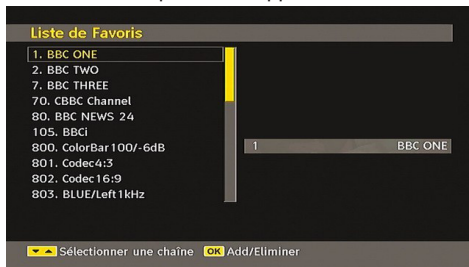 Liste de Favoris
1. BBC ONE
2. BBC TWO
7. BBC THREE
70. CBBC Channel
80. BBC NEWS 24
105. BBCi
800. ColorBar100/-6dB
801. Codec4:3
802. Codec16:9
803. BLUE/Left1kHz
1 BBC ONE
Sélectionner une chaîne OK Add/Eliminer